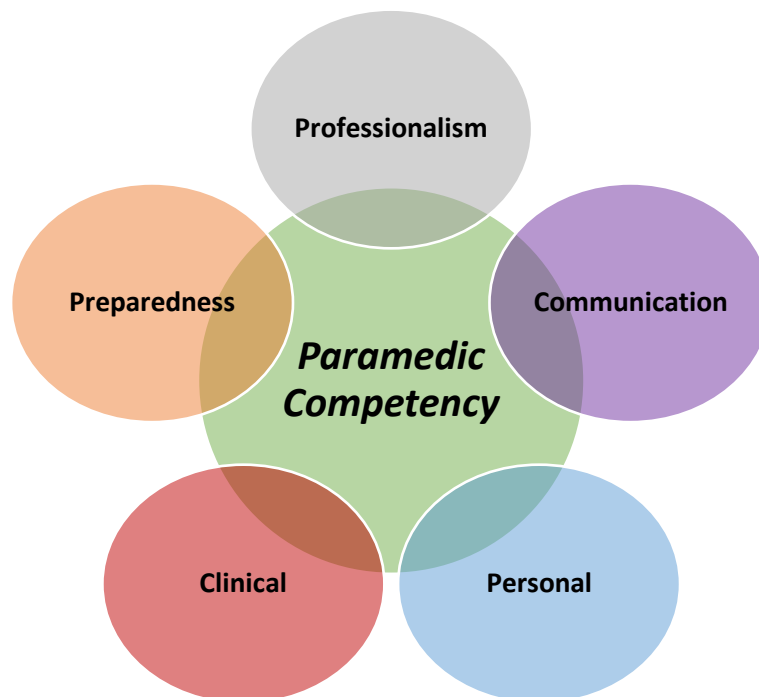 Professionalism
Preparedness
Communication
Paramedic
Competency
Clinical
Personal